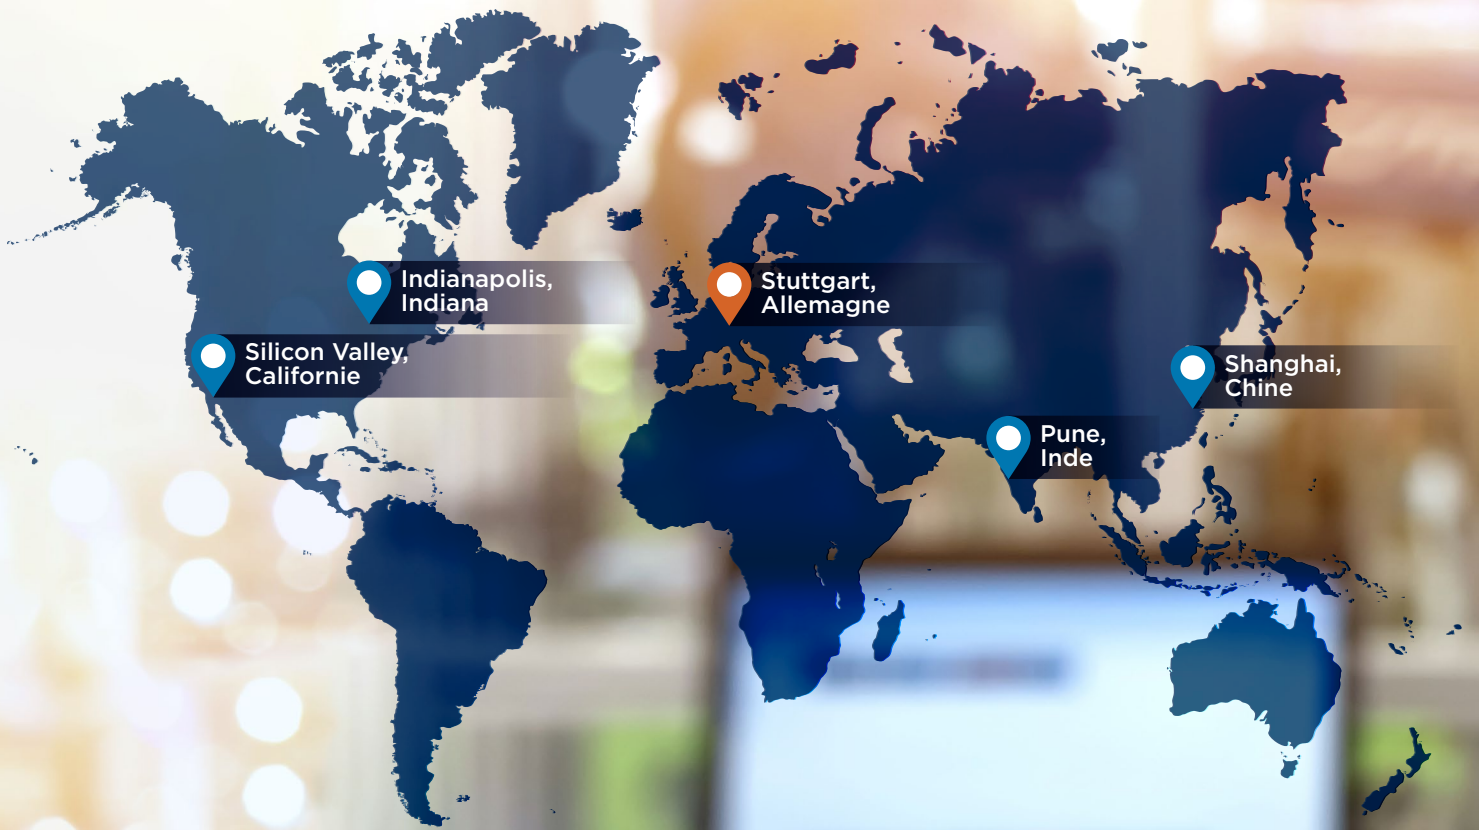 Indianapolis,
Indiana
Stuttgart,
Allemagne
Silicon Valley,
Californie
Shanghai,
Chine
Pune,
Inde